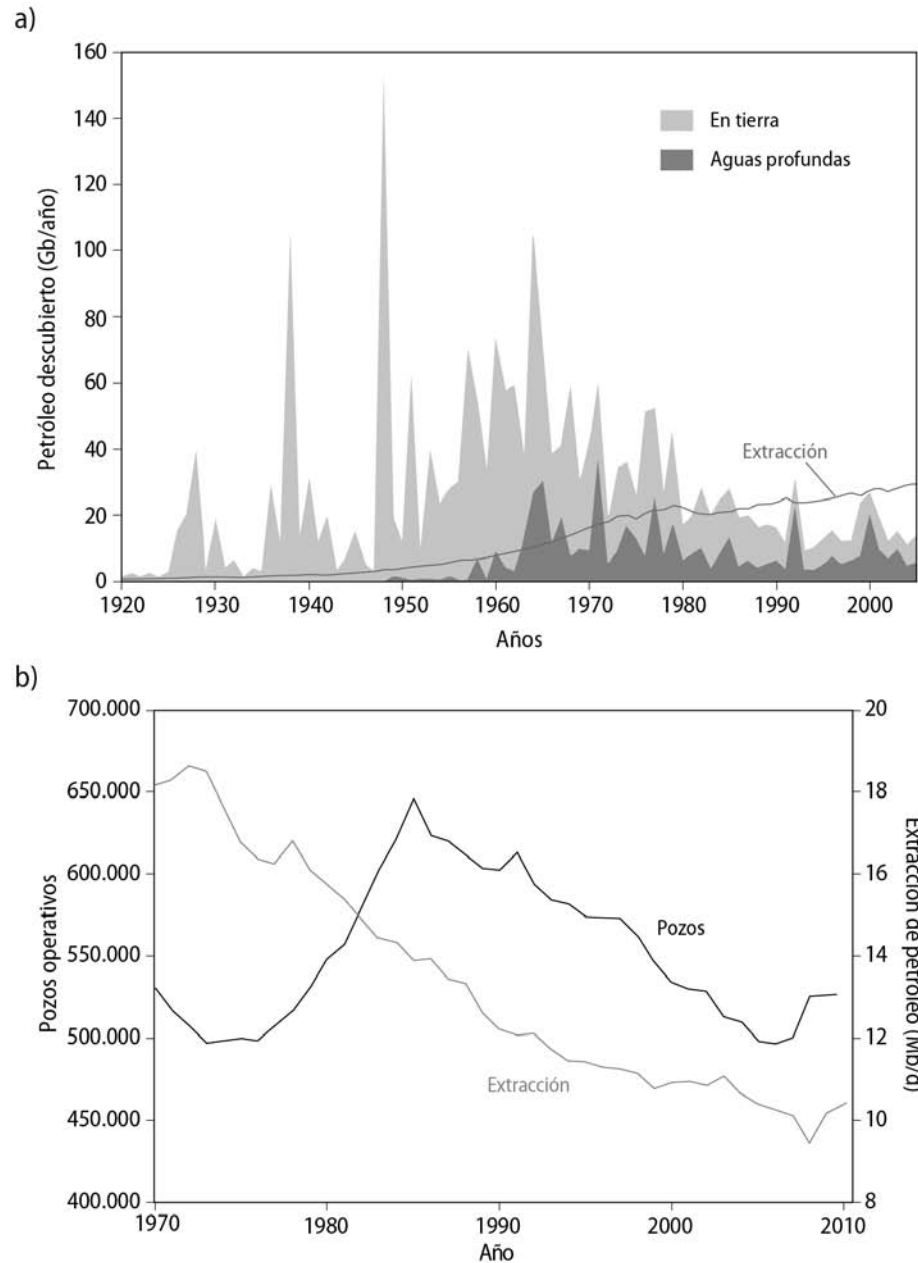 a)
160
140
120
100
80
60
40
20
0
Petróleo descubierto (Gb/año)
En tierra
Aguas profundas
Extracción
1920 1930 1940 1950 1960 1970 1980 1990 2000
Años
b)
700.000
650.000
600.000
550.000
500.000
450.000
400.000
Pozos operativos
20
18
16
14
12
10
8
Extracción de petróleo (Mb/d)
Pozos
Extracción
1970 1980 1990 2000 2010
Año